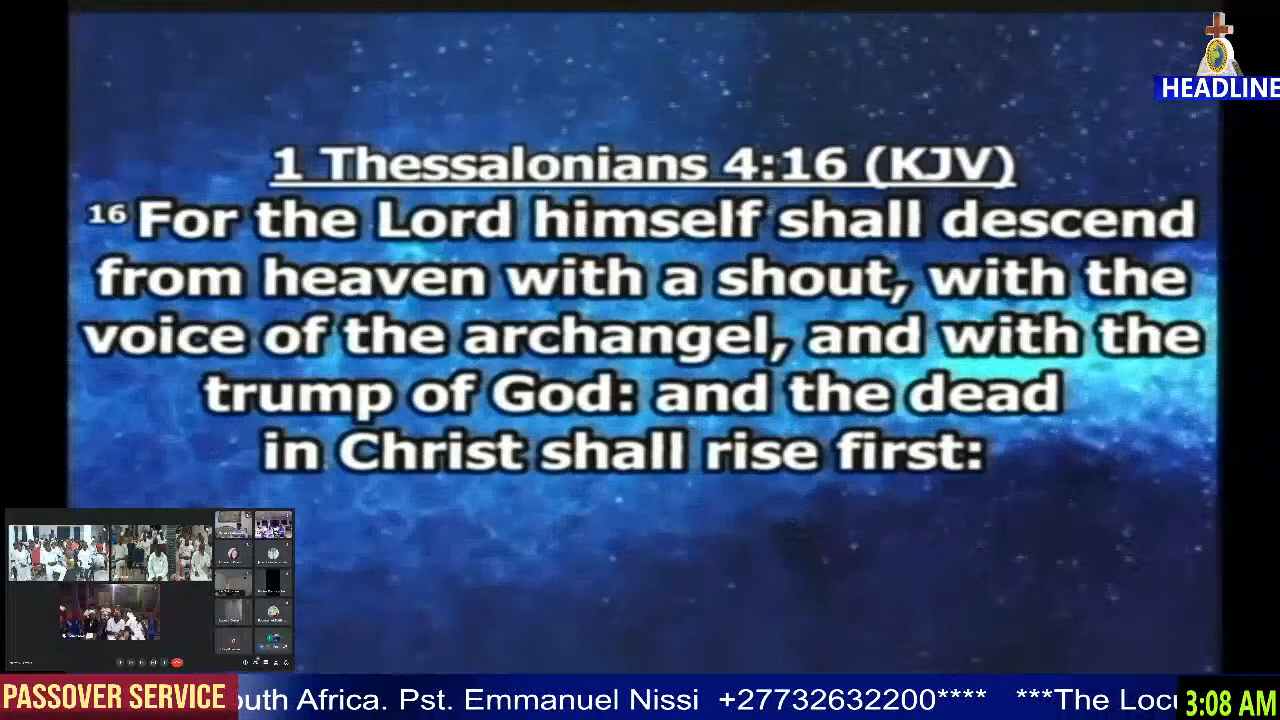 HEADLINE
1 Thessalonians 4:16 (KJV)
16 For the Lord himself shall descend
from heaven with a shout, with the
voice of the archangel, and with the
trump of God: and the dead
in Christ shall rise first:
PASSOVER SERVICE
outh Africa. Pst. Emmanuel Nissi +27732632200**** ***The Locu
3:08 AM